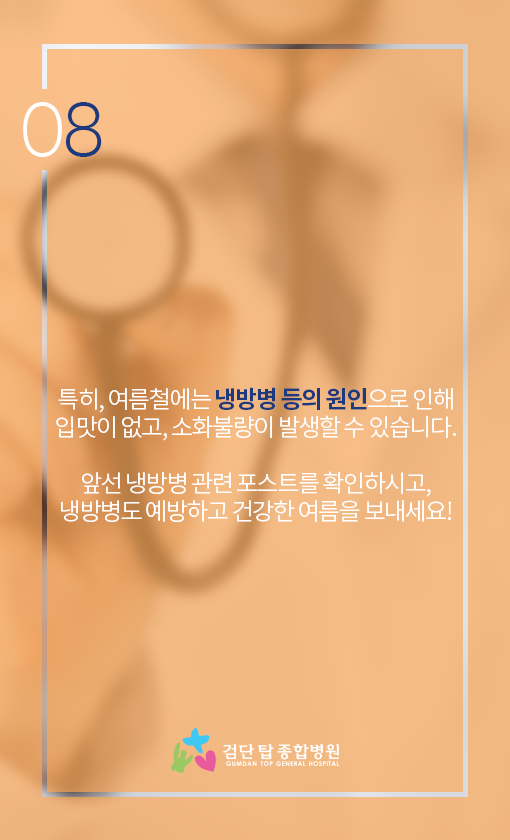 08
특히, 여름철에는 냉방병 등의 원인으로 인해
입맛이 없고, 소화불량이 발생할 수 있습니다.
앞선 냉방병 관련 포스트를 확인하시고,
냉방병도 예방하고 건강한 여름을 보내세요!
검단탑종합병원
GUMDAN TOP GENERAL HOSPITAL